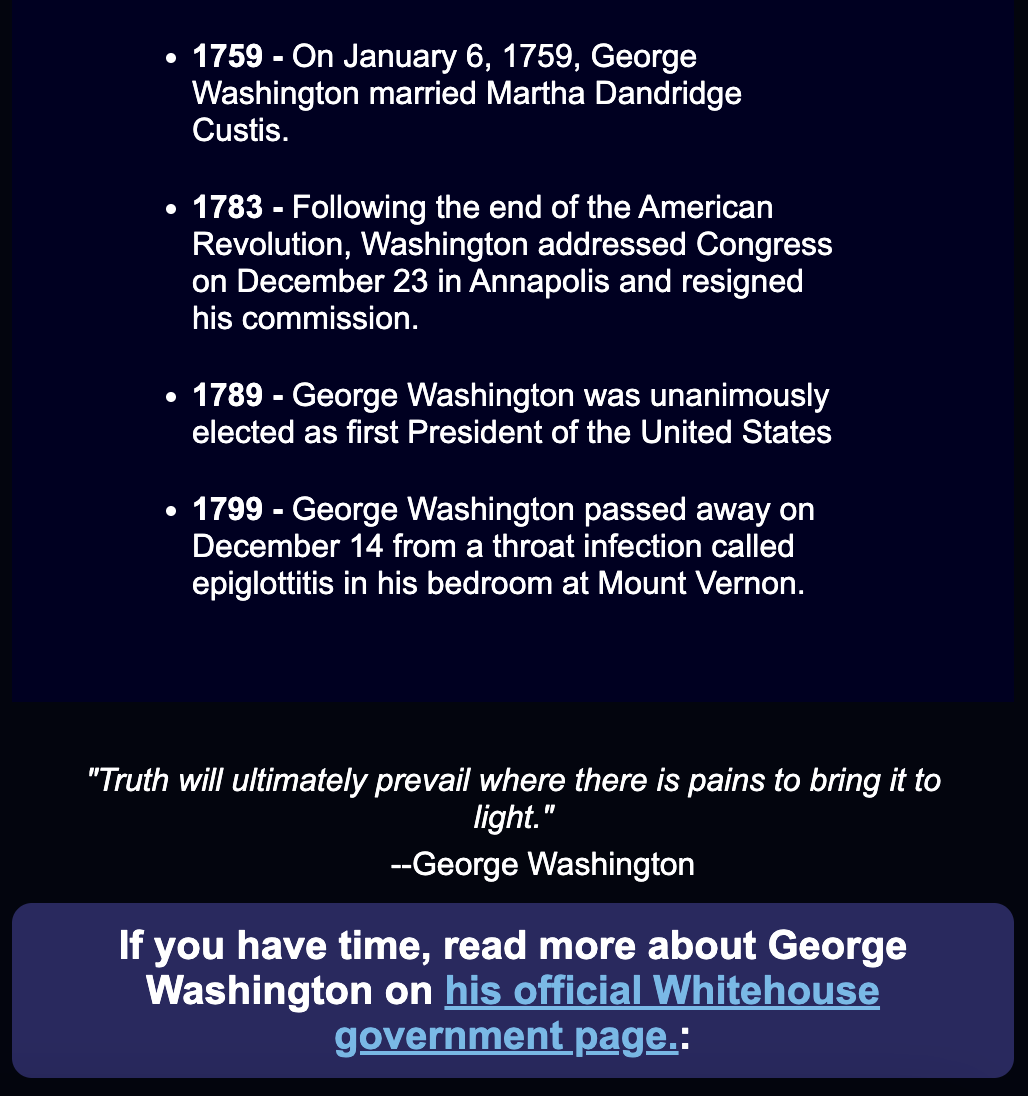 • 1759 - On January 6, 1759, George
Washington married Martha Dandridge
Custis.
• 1783 - Following the end of the American
Revolution, Washington addressed Congress
on December 23 in Annapolis and resigned
his commission.
• 1789 - George Washington was unanimously
elected as first President of the United States
• 1799 - George Washington passed away on
December 14 from a throat infection called
epiglottitis in his bedroom at Mount Vernon.
"Truth will ultimately prevail where there is pains to bring it to
light."
--George Washington
If you have time, read more about George
Washington on his official Whitehouse
government page.: